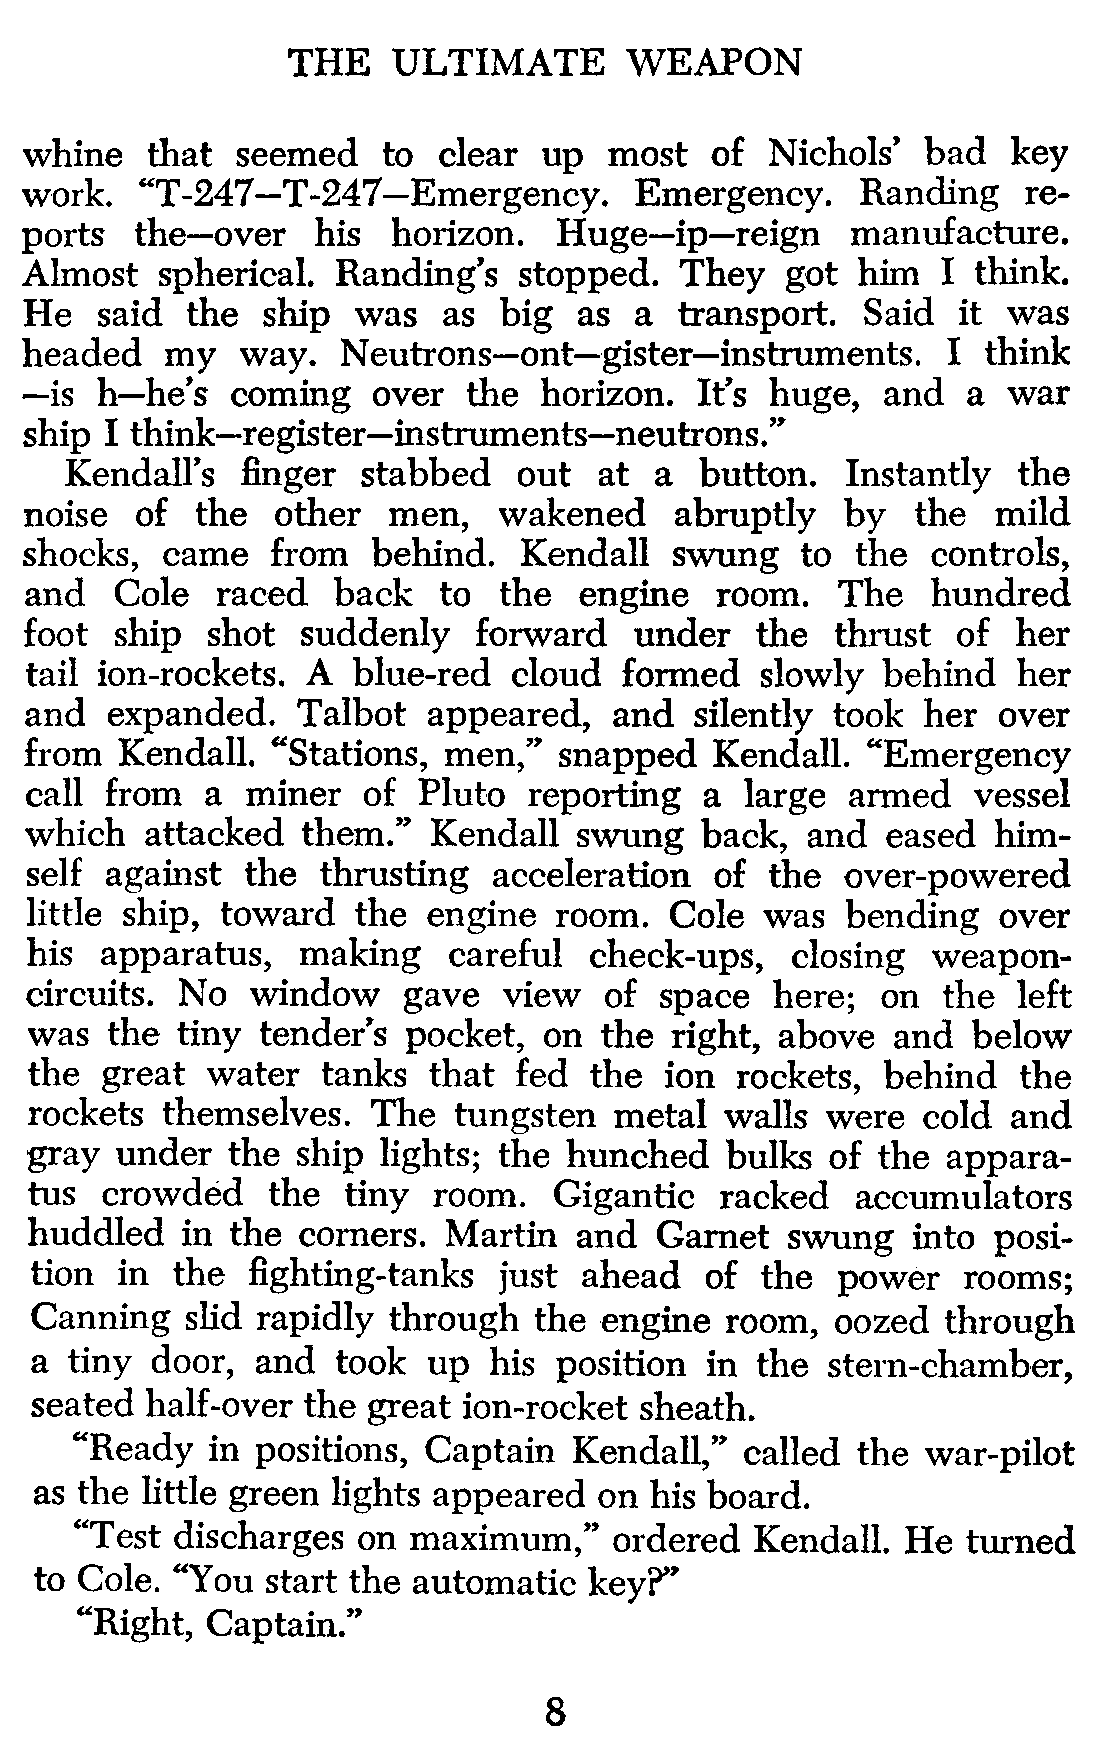 THE ULTIMATE WEAPON
whine that seemed to clear up most of Nichols' bad key
work. “T-247—T-247—Emergency. Emergency. Randing re-
ports the—over his horizon. Huge—ip—reign manufacture.
Almost spherical. Randing's stopped. They got him I think.
He said the ship was as big as a transport. Said it was
headed my way. Neutrons—ont—gister—instruments. I think
—is h—he's coming over the horizon. It's huge, and a war
ship I think—register—instruments—neutrons.”
Kendall's finger stabbed out at a button. Instantly the
noise of the other men, wakened abruptly by the mild
shocks, came from behind. Kendall swung to the controls,
and Cole raced back to the engine room. The hundred
foot ship shot suddenly forward under the thrust of her
tail ion-rockets. A blue-red cloud formed slowly behind her
and expanded. Talbot appeared, and silently took her over
from Kendall. “Stations, men,” snapped Kendall. “Emergency
call from a miner of Pluto reporting a large armed vessel
which attacked them.” Kendall swung back, and eased him-
self against the thrusting acceleration of the over-powered
little ship, toward the engine room. Cole was bending over
his apparatus, making careful check-ups, closing weapon-
circuits. No window gave view of space here; on the left
was the tiny tender's pocket, on the right, above and below
the great water tanks that fed the ion rockets, behind the
rockets themselves. The tungsten metal walls were cold and
gray under the ship lights; the hunched bulks of the appara-
tus crowded the tiny room. Gigantic racked accumulators
huddled in the corners. Martin and Garnet swung into posi-
tion in the fighting-tanks just ahead of the power rooms;
Canning slid rapidly through the engine room, oozed through
a tiny door, and took up his position in the stern-chamber,
seated half-over the great ion-rocket sheath.
“Ready in positions, Captain Kendall,” called the war-pilot
as the little green lights appeared on his board.
“Test discharges on maximum,” ordered Kendall. He turned
to Cole. “You start the automatic key?”
“Right, Captain.”
8